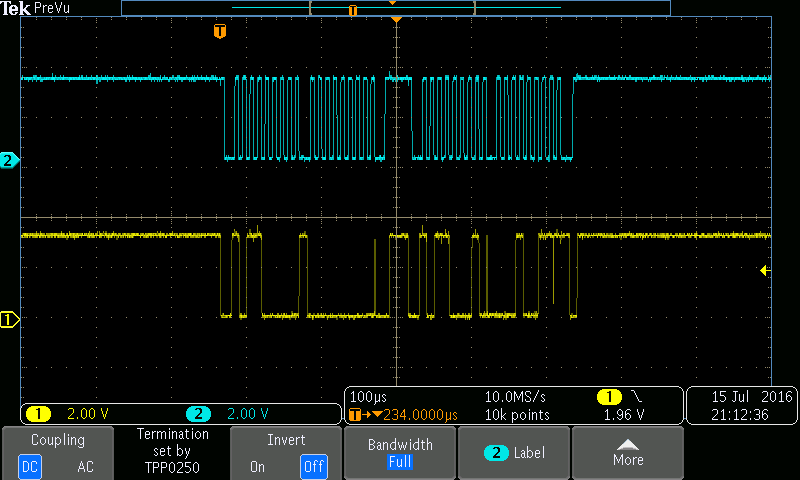 Tek PreVu
T
T
2
1
1 2.00 V 2 2.00 V
100µs 10.0MS/s 1
T→▼234.0000µs 10k points 1.96 V
15 Jul 2016
21:12:36
Coupling
DC AC
Termination
set by
TPP0250
Invert
On Off
Bandwidth
Full
2 Label
More